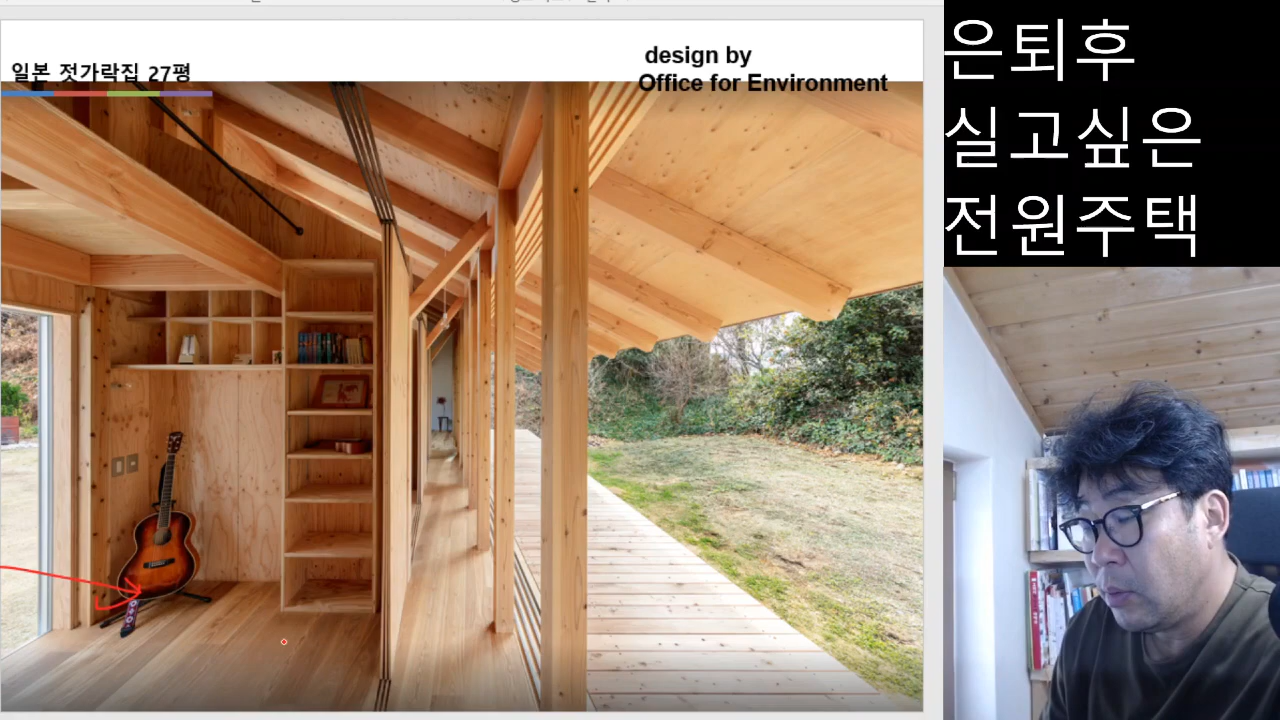 일본 젓가락집 27평
design by
Office for Environment
은퇴후
실고싶은
전원주택